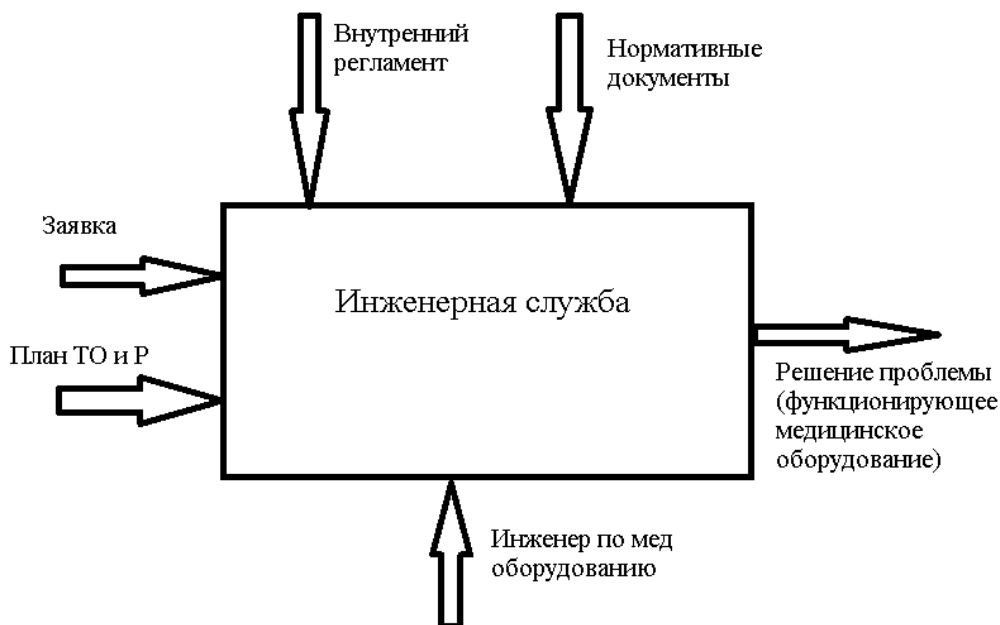 Внутренний
регламент
Нормативные
документы
Заявка
Инженерная служба
План ТО и Р
Решение проблемы
(функционирующее
медицинское
оборудование)
Инженер по мед
оборудованию